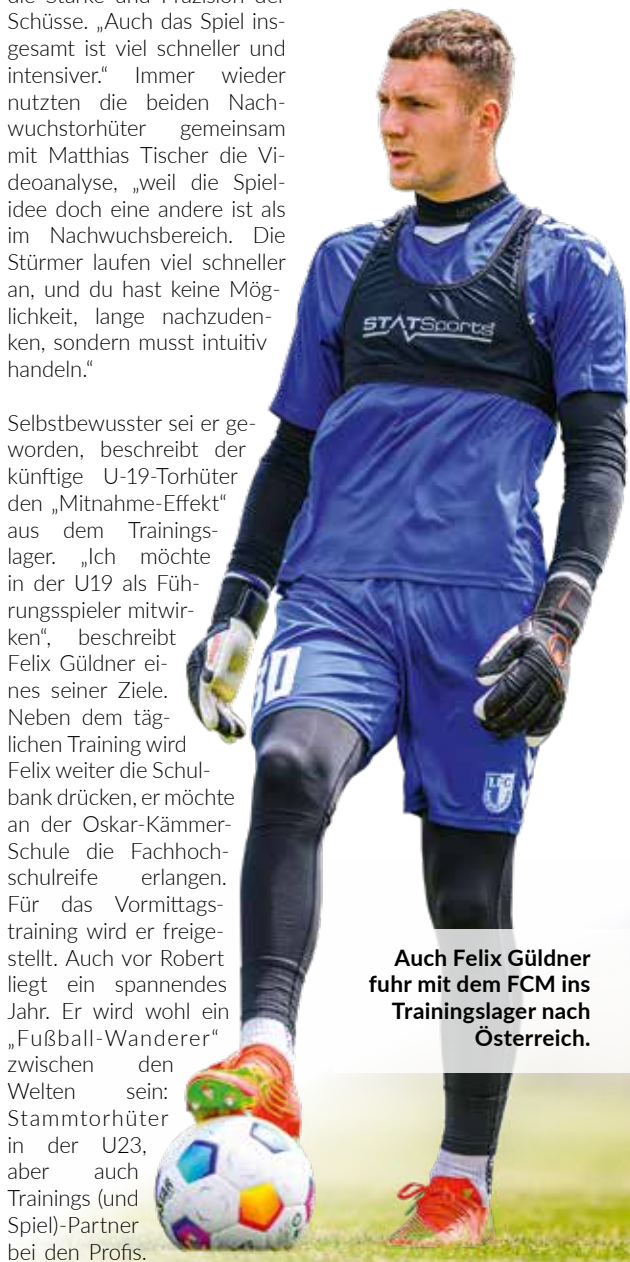 die Stärke und Präzision der
Schüsse. „Auch das Spiel ins-
gesamt ist viel schneller und
intensiver.“ Immer wieder
nutzten die beiden Nach-
wuchstorhüter gemeinsam
mit Matthias Tischer die Vi-
deoanalyse, „weil die Spiel-
idee doch eine andere ist als
im Nachwuchsbereich. Die
Stürmer laufen viel schneller
an, und du hast keine Mög-
lichkeit, lange nachzuden-
ken, sondern musst intuitiv
handeln.“
Selbstbewusster sei er ge-
worden, beschreibt der
künftige U-19-Torhüter
den „Mitnahme-Effekt“
aus dem Trainings-
lager. „Ich möchte
in der U19 als Füh-
rungsspieler mitwir-
ken“, beschreibt
Felix Güldner ei-
nes seiner Ziele.
Neben dem täg-
lichen Training wird
Felix weiter die Schul-
bank drücken, er möchte
an der Oskar-Kämmer-
Schule die Fachhoch-
schulreife erlangen.
Für das Vormittags-
training wird er freige-
stellt. Auch vor Robert
liegt ein spannendes
Jahr. Er wird wohl ein
„Fußball-Wanderer“
zwischen den
Welten sein:
Stammtorhüter
in der U23,
aber auch
Trainings (und
Spiel)-Partner
bei den Profis.
STATSports
30
1.FC
Auch Felix Güldner
fuhr mit dem FCM ins
Trainingslager nach
Österreich.